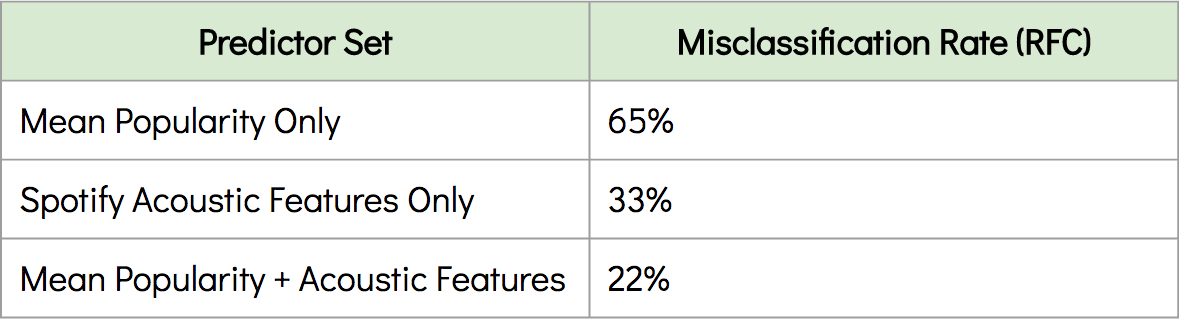 Predictor Set Misclassification Rate (RFC)
Mean Popularity Only 65%
Spotify Acoustic Features Only 33%
Mean Popularity + Acoustic Features 22%